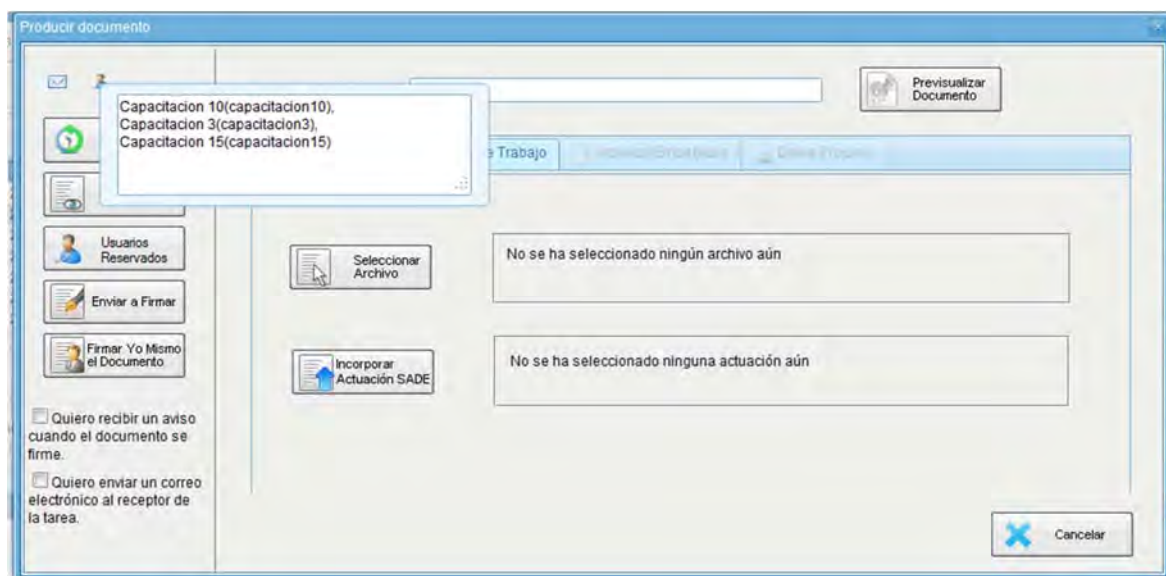 Producir documento
Capacitacion 10(capacitacion10),
Capacitacion 3(capacitacion3),
Capacitacion 15(capacitacion15)
Previsualizar
Documento
Trabajo
Usuarios
Reservados
Enviar a Firmar
Firmar Yo Mismo
el Documento
Quiero recibir un aviso
cuando el documento se
firme.
Quiero enviar un correo
electrónico al receptor de
la tarea.
Seleccionar
Archivo
No se ha seleccionado ningún archivo aún
Incorporar
Actuación SADE
No se ha seleccionado ninguna actuación aún
Cancelar